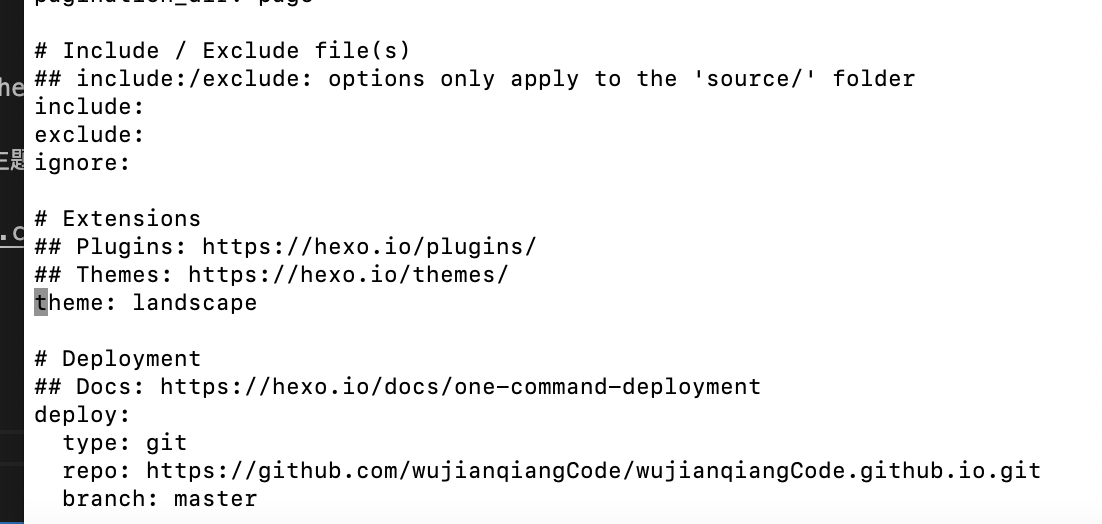 pagination_dir: page
# Include / Exclude file(s)
## include:/exclude: options only apply to the 'source/' folder
include:
exclude:
ignore:
# Extensions
## Plugins: https://hexo.io/plugins/
## Themes: https://hexo.io/themes/
theme: landscape
# Deployment
## Docs: https://hexo.io/docs/one-command-deployment
deploy:
type: git
repo: https://github.com/wujianqiangCode/wujianqiangCode.github.io.git
branch: master
he
题
.c